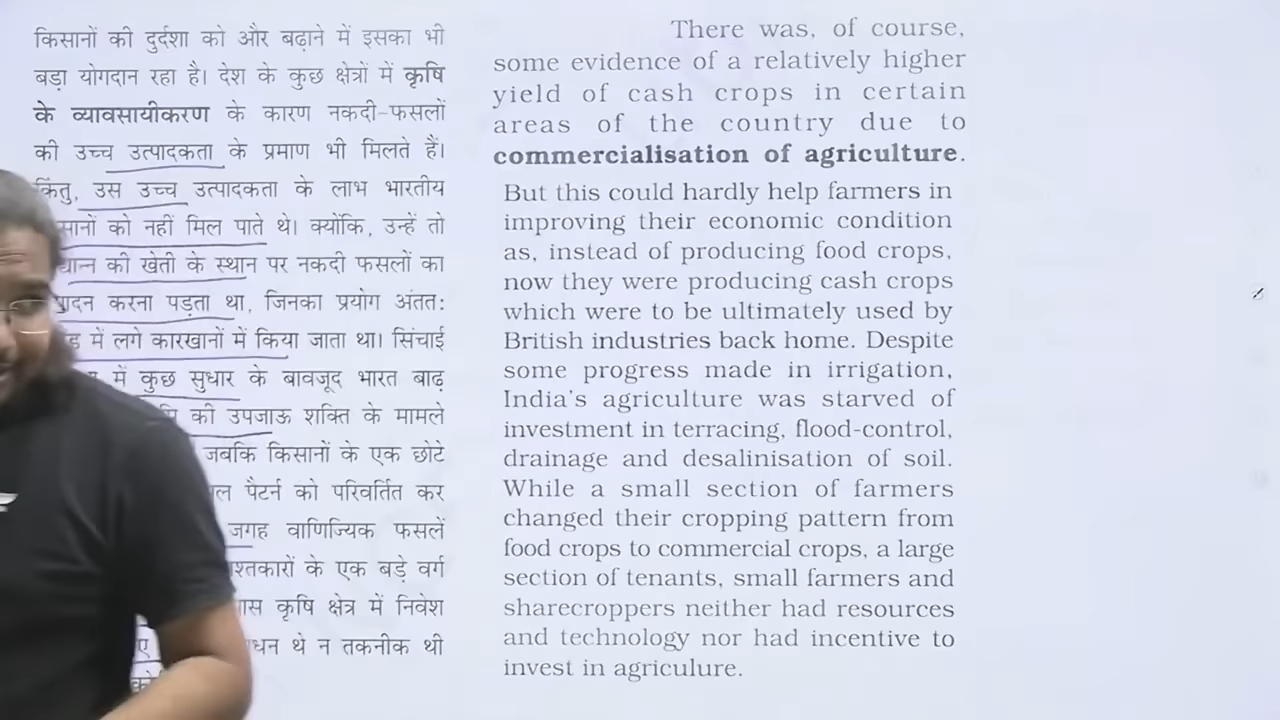 किसानों की दुर्दशा को और बढ़ाने में इसका भी
बड़ा योगदान रहा है। देश के कुछ क्षेत्रों में कृषि
के व्यावसायीकरण के कारण नकदी-फसलों
की उच्च उत्पादकता के प्रमाण भी मिलते हैं।
किंतु, उस उच्च उत्पादकता के लाभ भारतीय
को नहीं मिल पाते थे। क्योंकि, उन्हें तो
की खेती के स्थान पर नकदी फसलों का
करना पड़ता था, जिनका प्रयोग अंततः
में लगे कारखानों में किया जाता था। सिंचाई
में कुछ सुधार के बावजूद भारत बाढ़
की उपजाऊ शक्ति के मामले
जबकि किसानों के एक छोटे
पैटर्न को परिवर्तित कर
जगह वाणिज्यिक फसलें
के एक बड़े वर्ग
कृषि क्षेत्र में निवेश
थे न तकनीक थी
There was, of course,
some evidence of a relatively higher
yield of cash crops in certain
areas of the country due to
commercialisation of agriculture.
But this could hardly help farmers in
improving their economic condition
as, instead of producing food crops,
now they were producing cash crops
which were to be ultimately used by
British industries back home. Despite
some progress made in irrigation,
India's agriculture was starved of
investment in terracing, flood-control,
drainage and desalinisation of soil.
While a small section of farmers
changed their cropping pattern from
food crops to commercial crops, a large
section of tenants, small farmers and
sharecroppers neither had resources
and technology nor had incentive to
invest in agriculure.